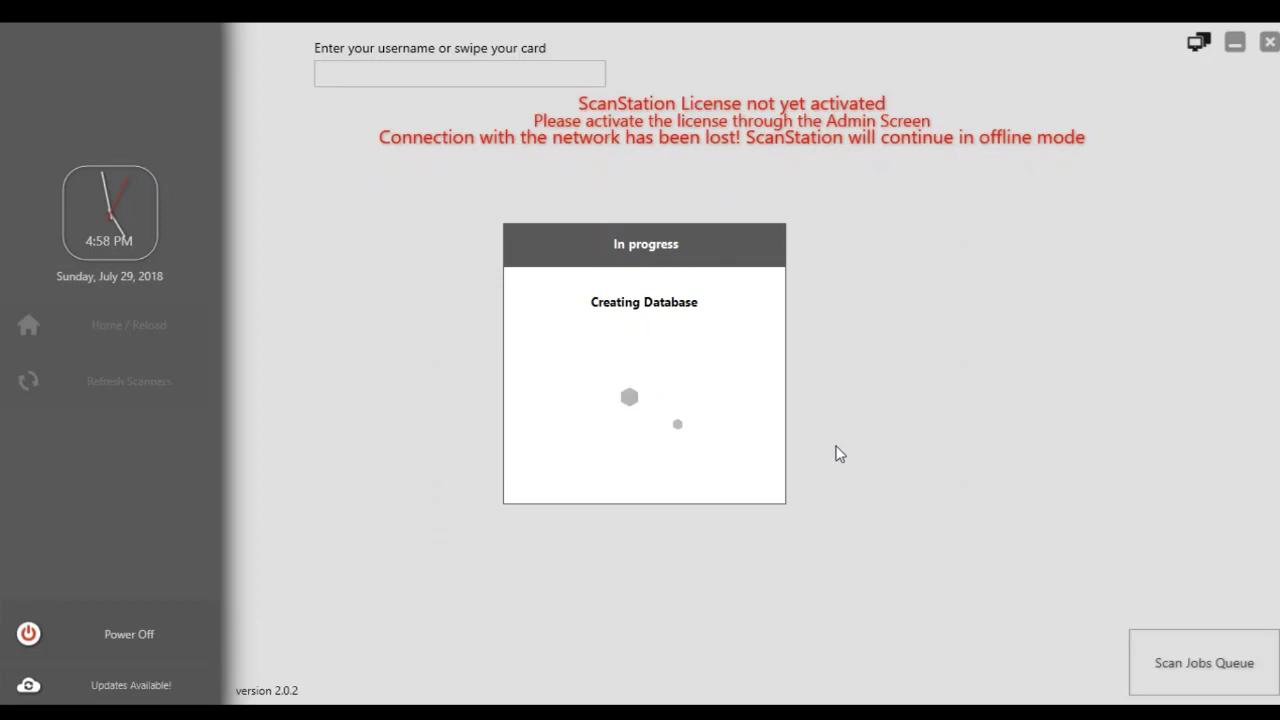 Enter your username or swipe your card
ScanStation License not yet activated
Please activate the license through the Admin Screen
Connection with the network has been lost! ScanStation will continue in offline mode
4:58 PM
Sunday, July 29, 2018
Home / Reload
Refresh Scanners
In progress
Creating Database
Power Off
Updates Available!
version 2.0.2
Scan Jobs Queue